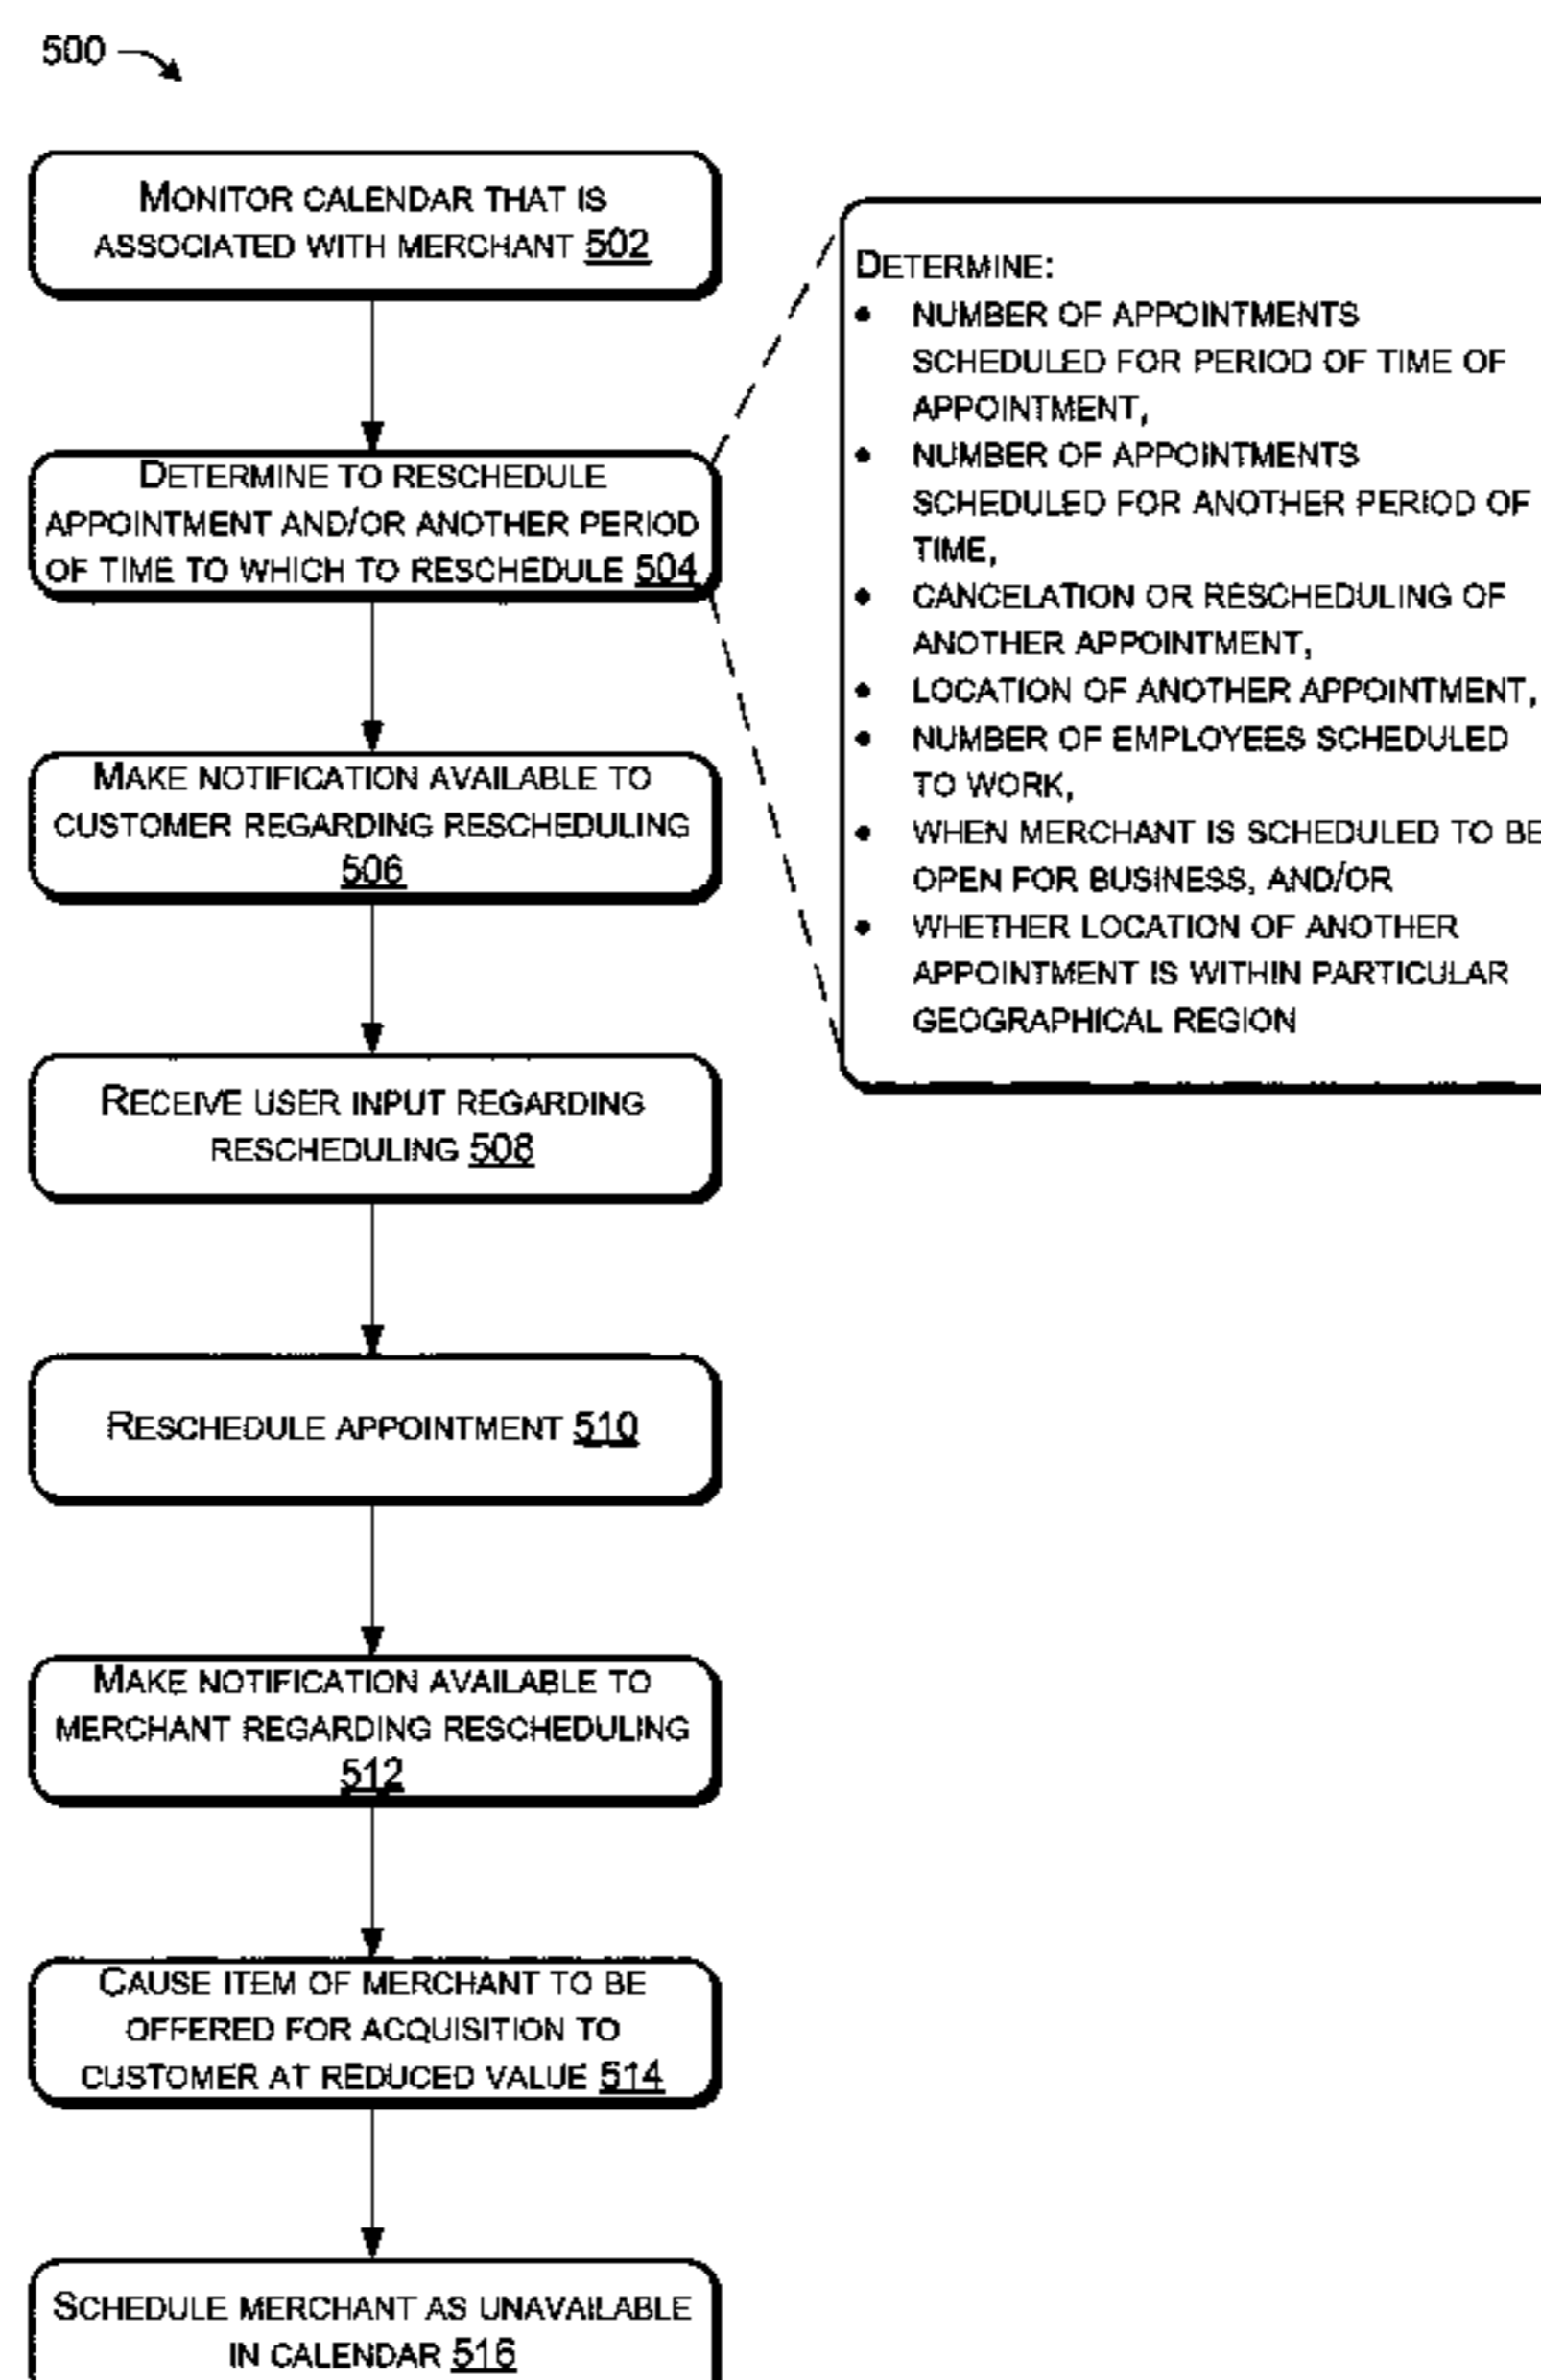 500
MONITOR CALENDAR THAT IS
ASSOCIATED WITH MERCHANT 502
DETERMINE TO RESCHEDULE
APPOINTMENT AND/OR ANOTHER PERIOD
OF TIME TO WHICH TO RESCHEDULE 504
DETERMINE:
• NUMBER OF APPOINTMENTS
SCHEDULED FOR PERIOD OF TIME OF
APPOINTMENT,
• NUMBER OF APPOINTMENTS
SCHEDULED FOR ANOTHER PERIOD OF
TIME,
• CANCELATION OR RESCHEDULING OF
ANOTHER APPOINTMENT,
• LOCATION OF ANOTHER APPOINTMENT,
• NUMBER OF EMPLOYEES SCHEDULED
TO WORK,
• WHEN MERCHANT IS SCHEDULED TO BE
OPEN FOR BUSINESS, AND/OR
• WHETHER LOCATION OF ANOTHER
APPOINTMENT IS WITHIN PARTICULAR
GEOGRAPHICAL REGION
MAKE NOTIFICATION AVAILABLE TO
CUSTOMER REGARDING RESCHEDULING
506
RECEIVE USER INPUT REGARDING
RESCHEDULING 508
RESCHEDULE APPOINTMENT 510
MAKE NOTIFICATION AVAILABLE TO
MERCHANT REGARDING RESCHEDULING
512
CAUSE ITEM OF MERCHANT TO BE
OFFERED FOR ACQUISITION TO
CUSTOMER AT REDUCED VALUE 514
SCHEDULE MERCHANT AS UNAVAILABLE
IN CALENDAR 516